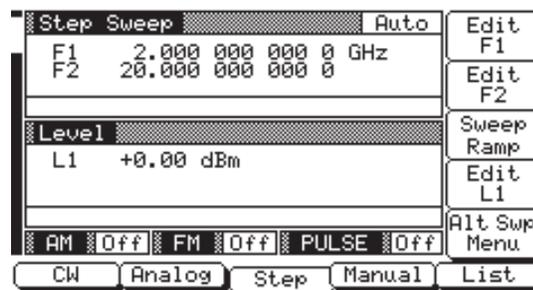 Step Sweep Auto
F1 2.000 000 000 0 GHz
F2 20.000 000 000 0
Level
L1 +0.00 dBm
AM Off FM Off PULSE Off
Edit
F1
Edit
F2
Sweep
Ramp
Edit
L1
Alt Swp
Menu
CW Analog Step Manual List